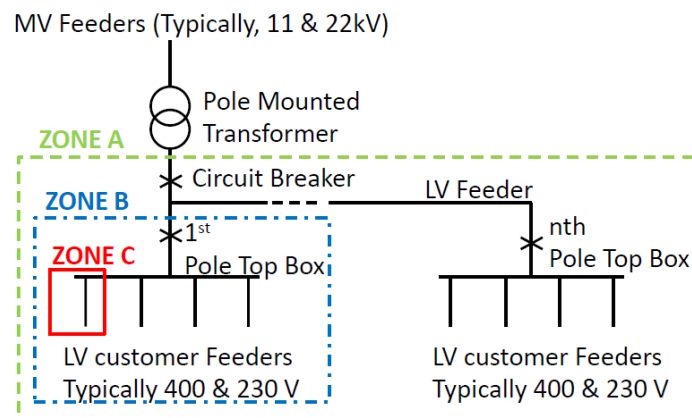 MV Feeders (Typically, 11 & 22kV)
Pole Mounted
Transformer
ZONE A
Circuit Breaker
LV Feeder
ZONE B
1st
Pole Top Box
nth
Pole Top Box
ZONE C
LV customer Feeders
Typically 400 & 230 V
LV customer Feeders
Typically 400 & 230 V